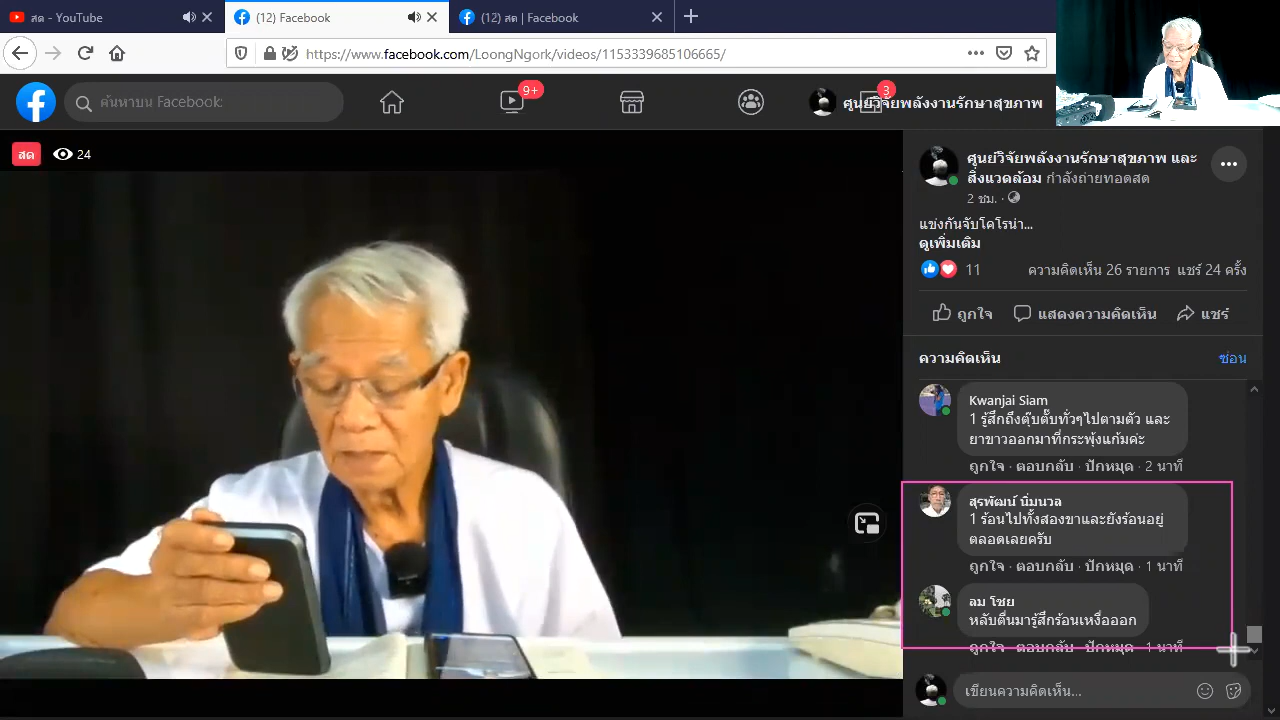 สด - YouTube
(12) Facebook
(12) สด | Facebook
https://www.facebook.com/LoongNgork/videos/1153339685106665/
ค้นหาบน Facebook
9+
3
ศูนย์วิจัยพลังงานรักษาสุขภาพ
สด
24
ศูนย์วิจัยพลังงานรักษาสุขภาพ และ
สิ่งแวดล้อม กำลังถ่ายทอดสด
2 ชม. ·
แข่งกันจับโคโรน่า...
ดูเพิ่มเติม
11
ความคิดเห็น 26 รายการ แชร์ 24 ครั้ง
ถูกใจ
แสดงความคิดเห็น
แชร์
ความคิดเห็น
ซ่อน
Kwanjai Siam
1 รู้สึกถึงตุ๊บตั๊บทั่วๆไปตามตัว และ
ยาขาวออกมาที่กระพุ้งแก้มค่ะ
ถูกใจ · ตอบกลับ · ปักหมุด · 2 นาที
สุรพัฒน์ นิ่มนวล
1 ร้อนไปทั้งสองขาและยังร้อนอยู่
ตลอดเลยครับ
ถูกใจ · ตอบกลับ · ปักหมุด · 1 นาที
ลม โชย
หลับตื่นมารู้สึกร้อนเหงื่อออก
ถูกใจ · ตอบกลับ · ปักหมุด · 1 นาที
เขียนความคิดเห็น...